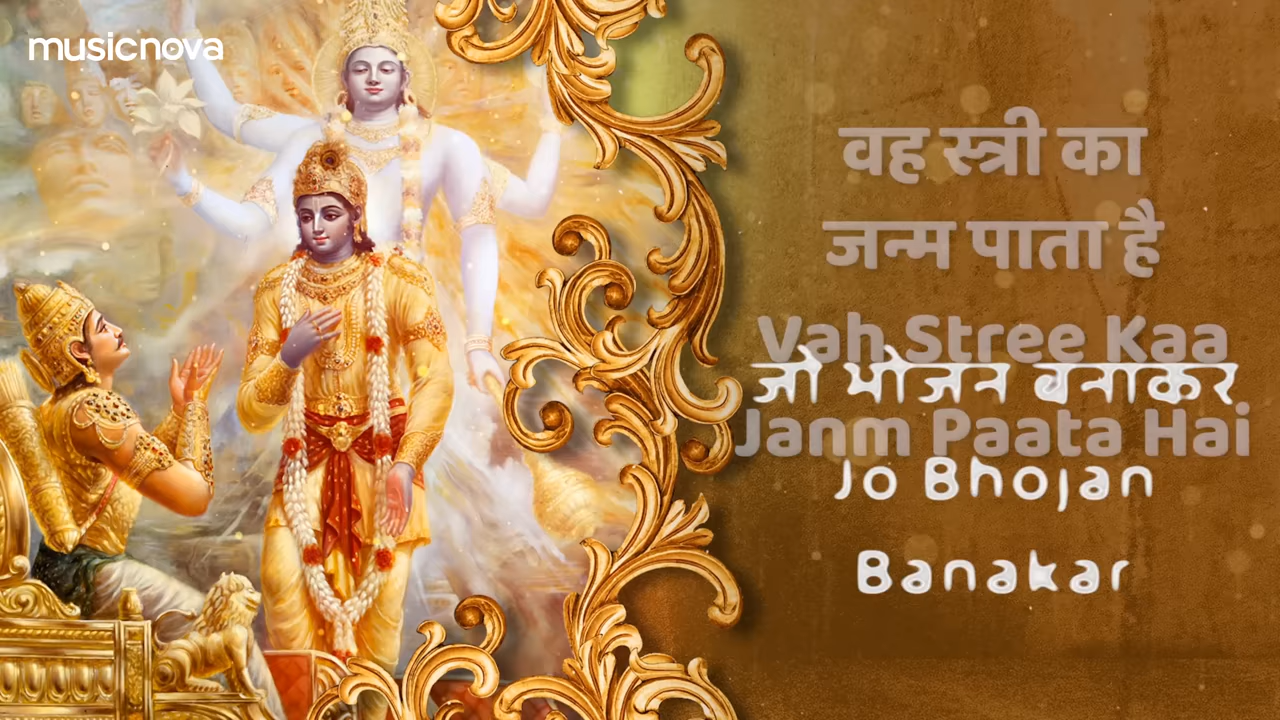 musicnova
वह स्त्री का
जन्म पाता है
Vah Stree Kaa
जो भोजन बनाकर
Janm Paata Hai
Jo Bhojan
Banakar